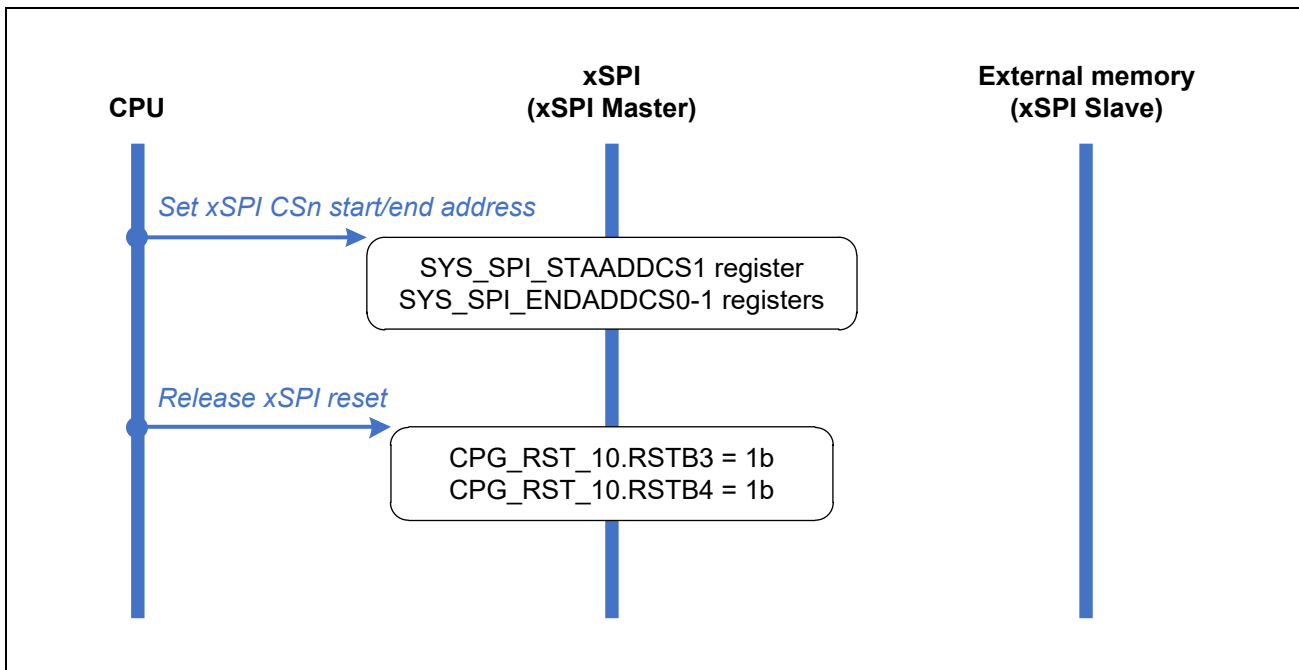 CPU
xSPI
(xSPI Master)
External memory
(xSPI Slave)
Set xSPI CSn start/end address
SYS_SPI_STAADDCS1 register
SYS_SPI_ENDADDCS0-1 registers
Release xSPI reset
CPG_RST_10.RSTB3 = 1b
CPG_RST_10.RSTB4 = 1b